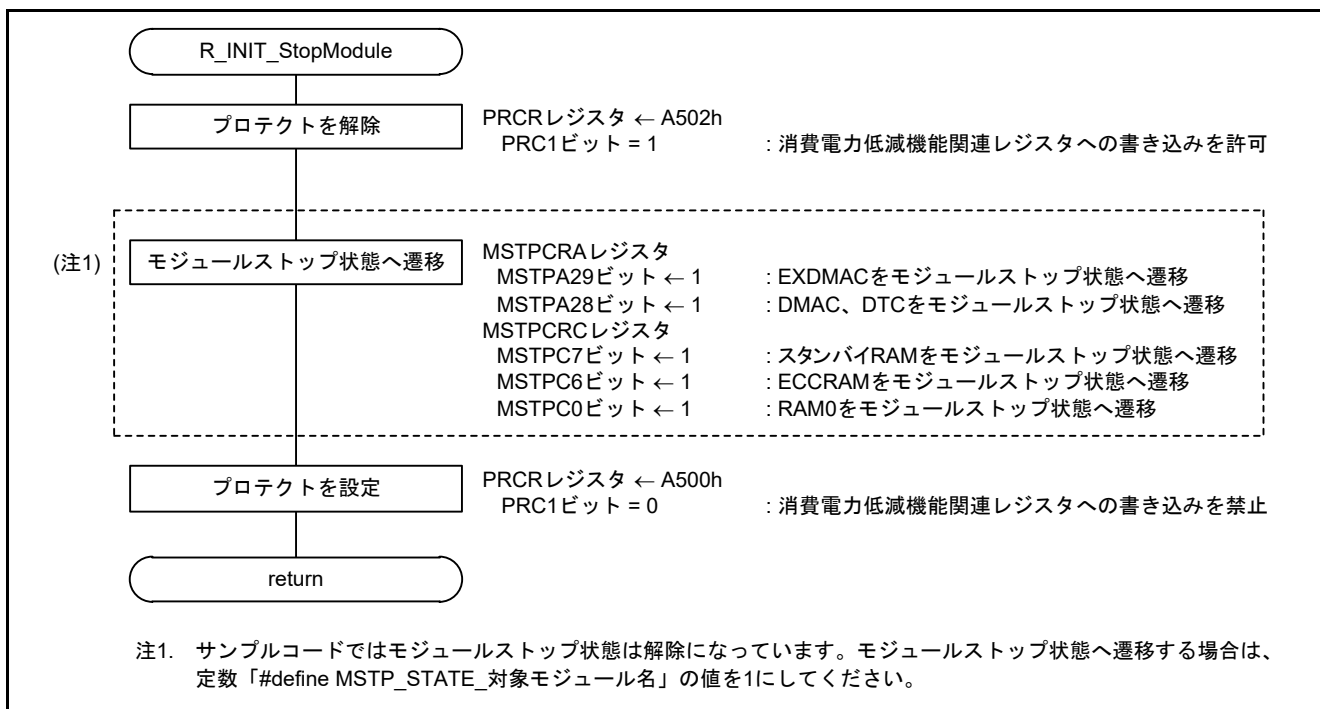 R_INIT_StopModule
プロテクトを解除
PRCRレジスタ ← A502h
PRC1ビット = 1 : 消費電力低減機能関連レジスタへの書き込みを許可
(注1)
モジュールストップ状態へ遷移
MSTPCRAレジスタ
MSTPA29ビット ← 1 : EXDMACをモジュールストップ状態へ遷移
MSTPA28ビット ← 1 : DMAC、DTCをモジュールストップ状態へ遷移
MSTPCRCレジスタ
MSTPC7ビット ← 1 : スタンバイRAMをモジュールストップ状態へ遷移
MSTPC6ビット ← 1 : ECCRAMをモジュールストップ状態へ遷移
MSTPC0ビット ← 1 : RAM0をモジュールストップ状態へ遷移
プロテクトを設定
PRCRレジスタ ← A500h
PRC1ビット = 0 : 消費電力低減機能関連レジスタへの書き込みを禁止
return
注1. サンプルコードではモジュールストップ状態は解除になっています。モジュールストップ状態へ遷移する場合は、
定数「#define MSTP_STATE_対象モジュール名」の値を1にしてください。